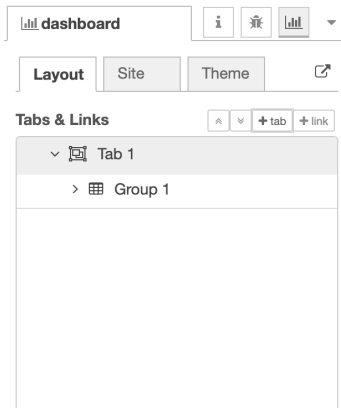 dashboard
Layout Site Theme
Tabs & Links + tab + link
Tab 1
Group 1